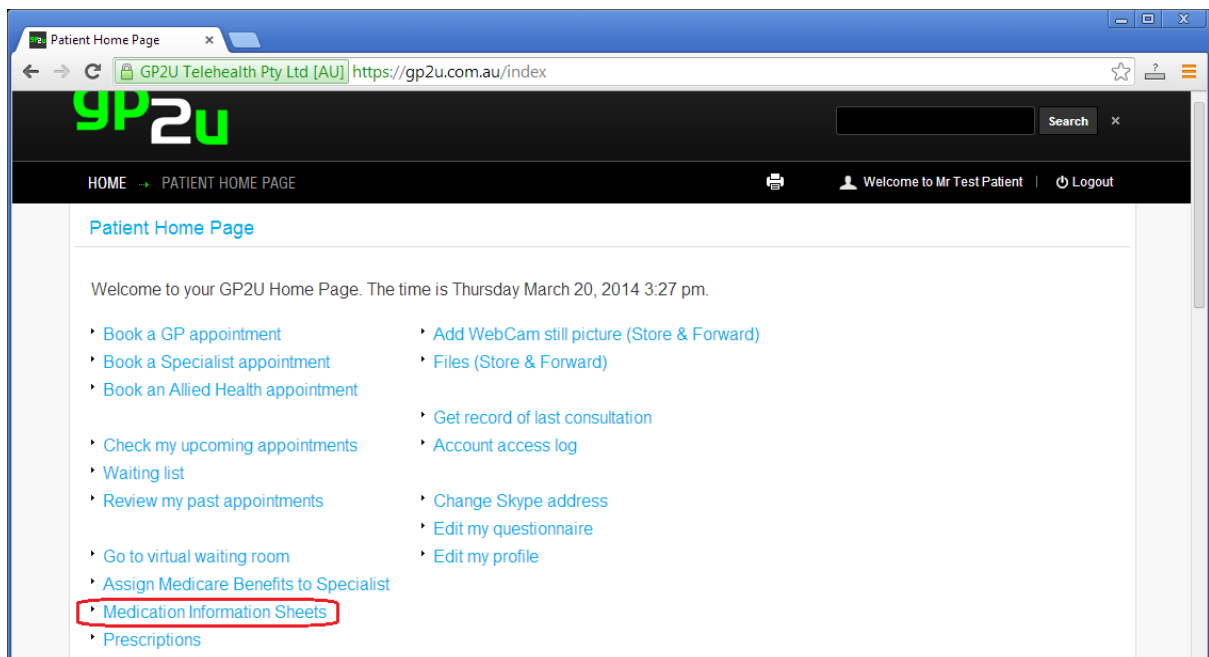 Patient Home Page
GP2U Telehealth Pty Ltd [AU] https://gp2u.com.au/index
gp2u
Search
HOME → PATIENT HOME PAGE
Welcome to Mr Test Patient | Logout
Patient Home Page
Welcome to your GP2U Home Page. The time is Thursday March 20, 2014 3:27 pm.
Book a GP appointment
Book a Specialist appointment
Book an Allied Health appointment
Check my upcoming appointments
Waiting list
Review my past appointments
Go to virtual waiting room
Assign Medicare Benefits to Specialist
Medication Information Sheets
Prescriptions
Add WebCam still picture (Store & Forward)
Files (Store & Forward)
Get record of last consultation
Account access log
Change Skype address
Edit my questionnaire
Edit my profile